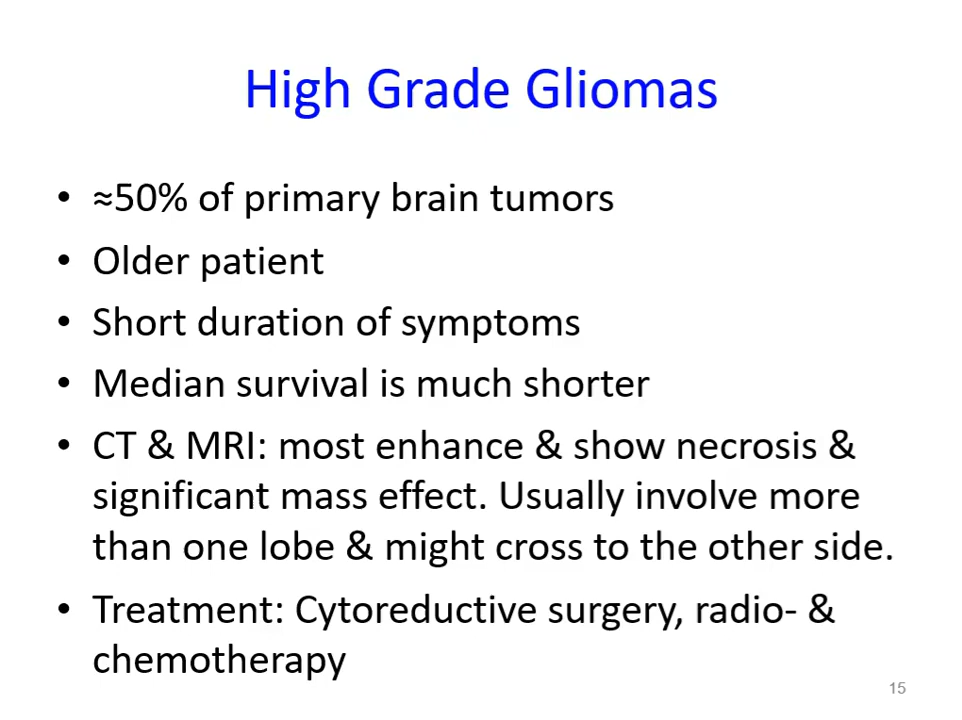 High Grade Gliomas
• ≈50% of primary brain tumors
• Older patient
• Short duration of symptoms
• Median survival is much shorter
• CT & MRI: most enhance & show necrosis &
significant mass effect. Usually involve more
than one lobe & might cross to the other side.
• Treatment: Cytoreductive surgery, radio- &
chemotherapy
15